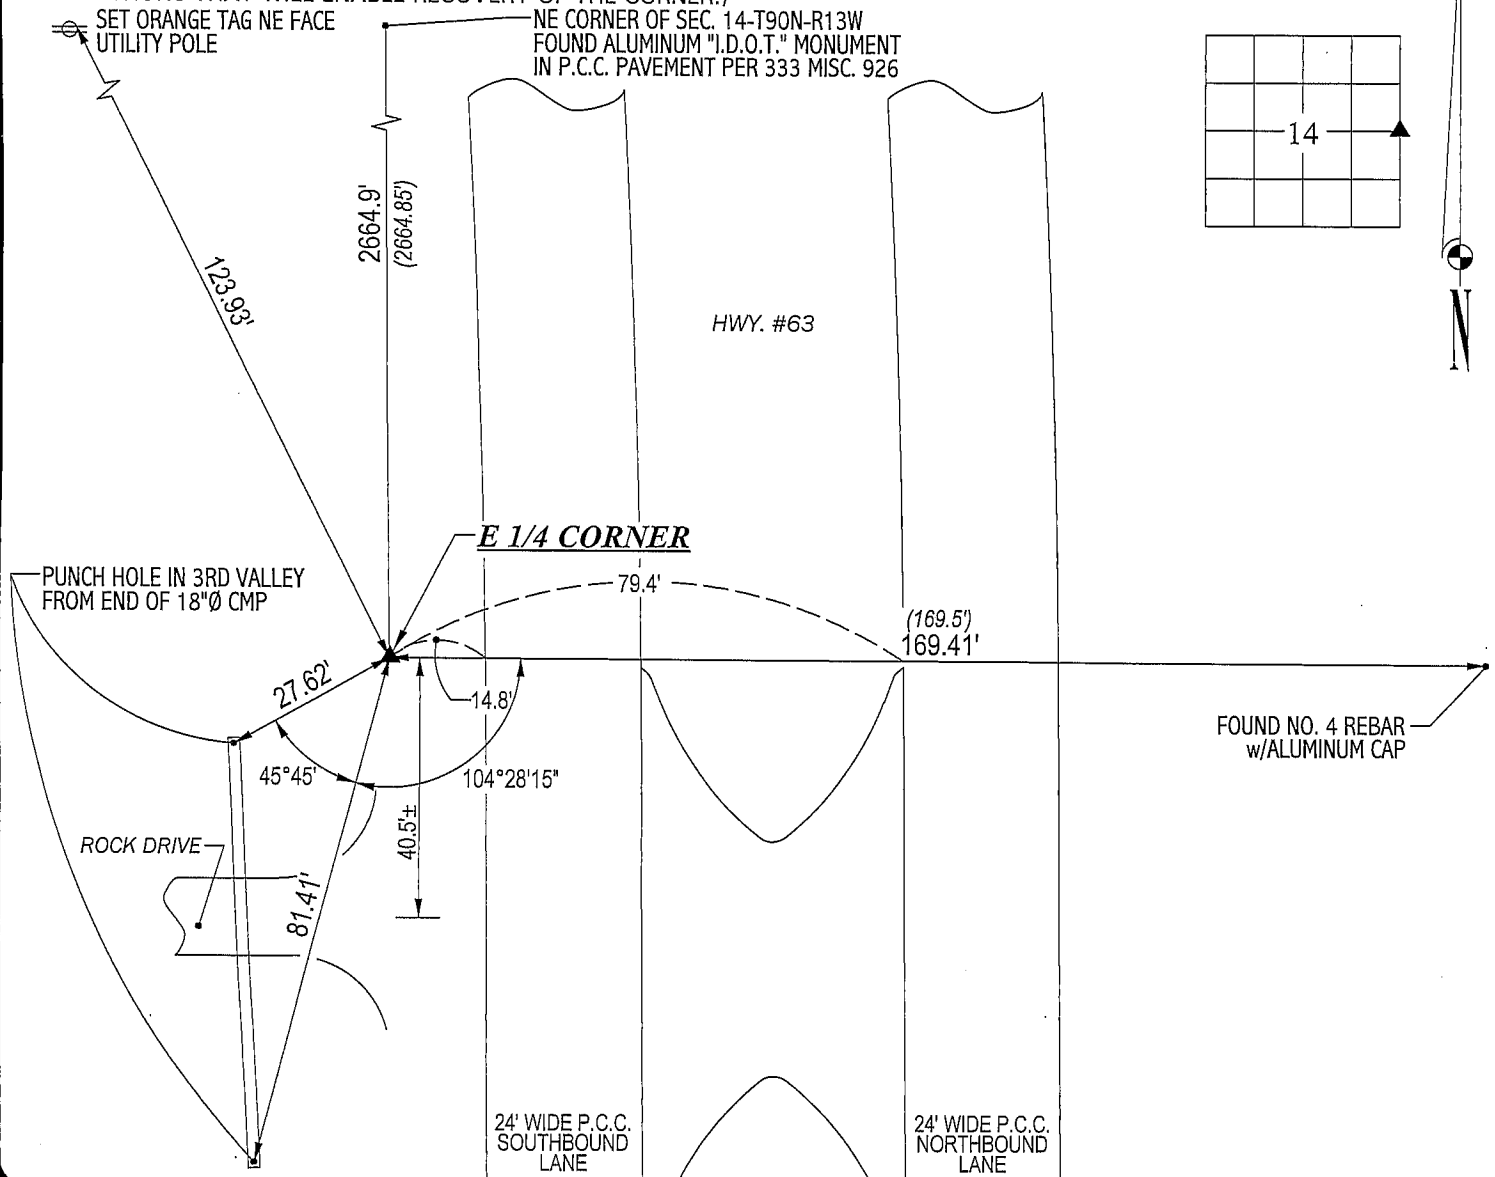 SET ORANGE TAG NE FACE
UTILITY POLE
NE CORNER OF SEC. 14-T90N-R13W
FOUND ALUMINUM "I.D.O.T." MONUMENT
IN P.C.C. PAVEMENT PER 333 MISC. 926
14
N
2664.9'
(2664.85')
123.93'
HWY. #63
E 1/4 CORNER
PUNCH HOLE IN 3RD VALLEY
FROM END OF 18"Ø CMP
79.4'
(169.5')
169.41'
27.62'
14.8'
FOUND NO. 4 REBAR
w/ALUMINUM CAP
45°45'
104°28'15"
40.5'±
ROCK DRIVE
81.41'
24' WIDE P.C.C.
SOUTHBOUND
LANE
24' WIDE P.C.C.
NORTHBOUND
LANE